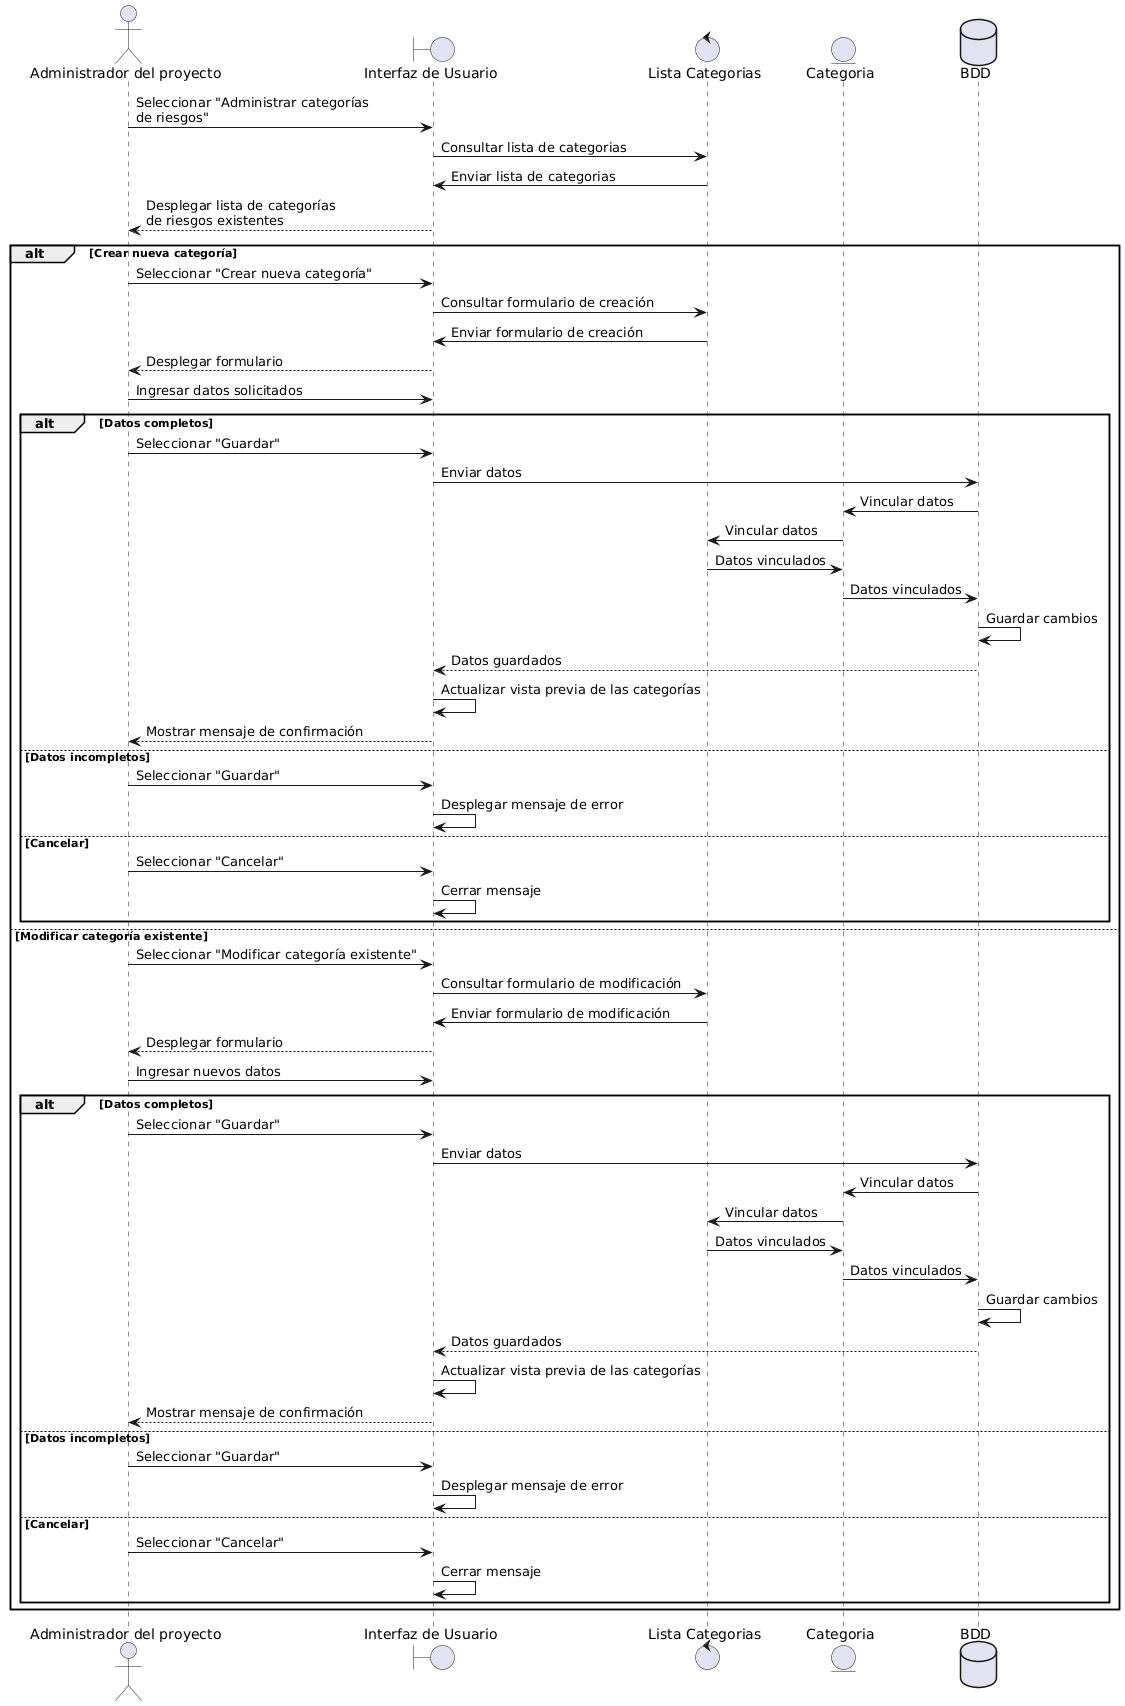 Administrador del proyecto
Interfaz de Usuario
Lista Categorias
Categoria
BDD
Seleccionar "Administrar categorías
de riesgos"
Consultar lista de categorias
Enviar lista de categorias
Desplegar lista de categorías
de riesgos existentes
alt [Crear nueva categoría]
Seleccionar "Crear nueva categoría"
Consultar formulario de creación
Enviar formulario de creación
Desplegar formulario
Ingresar datos solicitados
alt [Datos completos]
Seleccionar "Guardar"
Enviar datos
Vincular datos
Vincular datos
Datos vinculados
Datos vinculados
Guardar cambios
Datos guardados
Actualizar vista previa de las categorías
Mostrar mensaje de confirmación
[Datos incompletos]
Seleccionar "Guardar"
Desplegar mensaje de error
[Cancelar]
Seleccionar "Cancelar"
Cerrar mensaje
[Modificar categoría existente]
Seleccionar "Modificar categoría existente"
Consultar formulario de modificación
Enviar formulario de modificación
Desplegar formulario
Ingresar nuevos datos
alt [Datos completos]
Seleccionar "Guardar"
Enviar datos
Vincular datos
Vincular datos
Datos vinculados
Datos vinculados
Guardar cambios
Datos guardados
Actualizar vista previa de las categorías
Mostrar mensaje de confirmación
[Datos incompletos]
Seleccionar "Guardar"
Desplegar mensaje de error
[Cancelar]
Seleccionar "Cancelar"
Cerrar mensaje
Administrador del proyecto
Interfaz de Usuario
Lista Categorias
Categoria
BDD